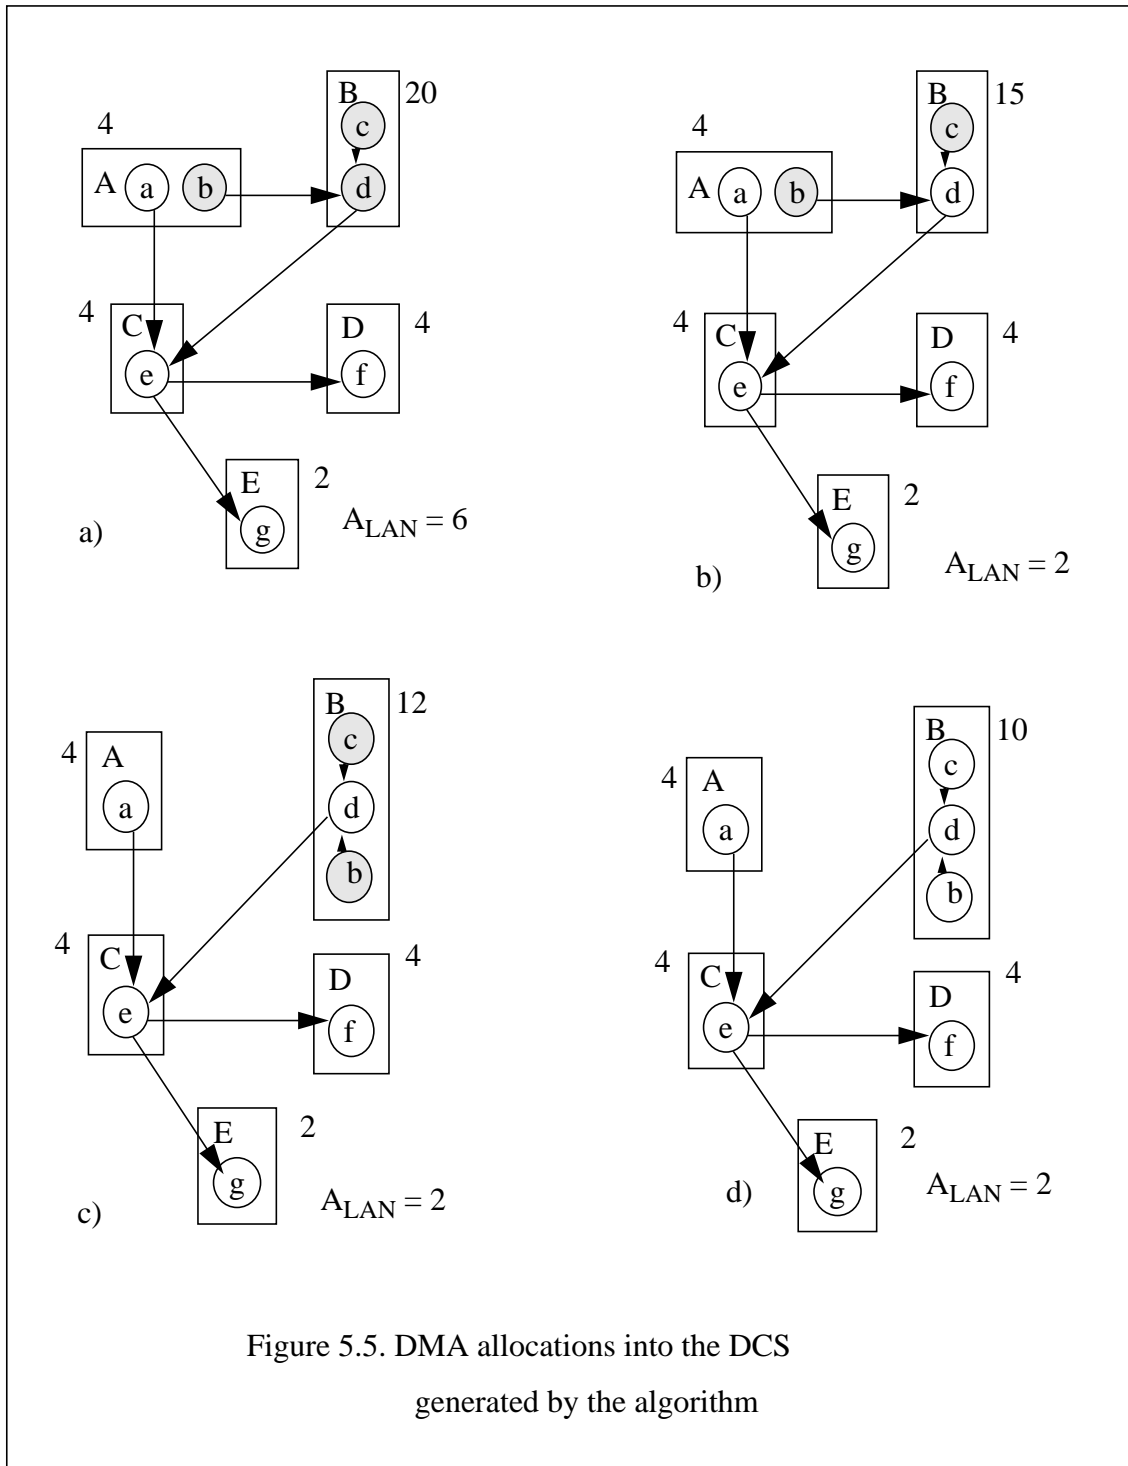 4
A a b
B 20
c
d
4 C
e
D 4
f
E 2
g
a)
A_LAN = 6
4
A a b
B 15
c
d
4 C
e
D 4
f
E 2
g
b)
A_LAN = 2
4 A
a
B 12
c
d
b
4 C
e
D 4
f
E 2
g
c)
A_LAN = 2
4 A
a
B 10
c
d
b
4 C
e
D 4
f
E 2
g
d)
A_LAN = 2
Figure 5.5. DMA allocations into the DCS
generated by the algorithm